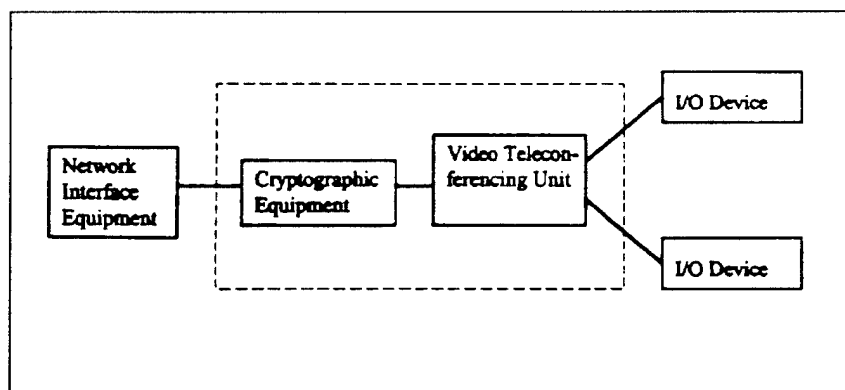 Network
Interface
Equipment
Cryptographic
Equipment
Video Telecon-
ferencing Unit
I/O Device
I/O Device